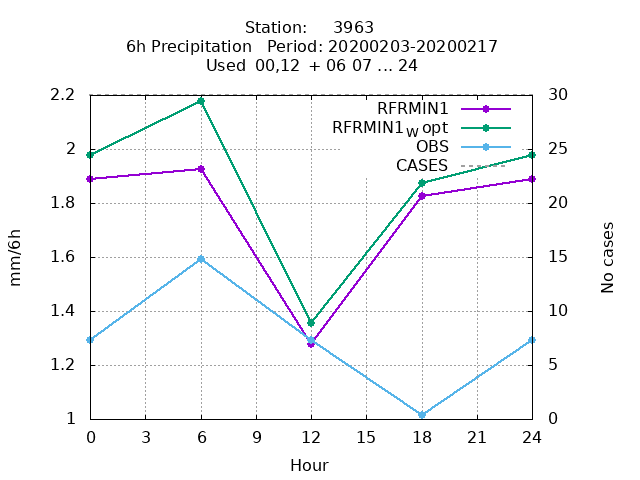 Station: 3963
6h Precipitation Period: 20200203-20200217
Used 00,12 + 06 07 ... 24
2.2
2
1.8
1.6
1.4
1.2
1
30
25
20
15
10
5
0
RFRMIN1
RFRMIN1wopt
OBS
CASES
mm/6h
No cases
0 3 6 9 12 15 18 21 24
Hour